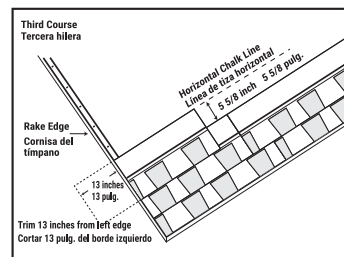 Third Course
Tercera hilera
Horizontal Chalk Line
Línea de tiza horizontal
5 5/8 inch 5 5/8 pulg.
Rake Edge
Cornisa del
tímpano
13 inches
13 pulg.
Trim 13 inches from left edge
Cortar 13 pulg. del borde izquierdo